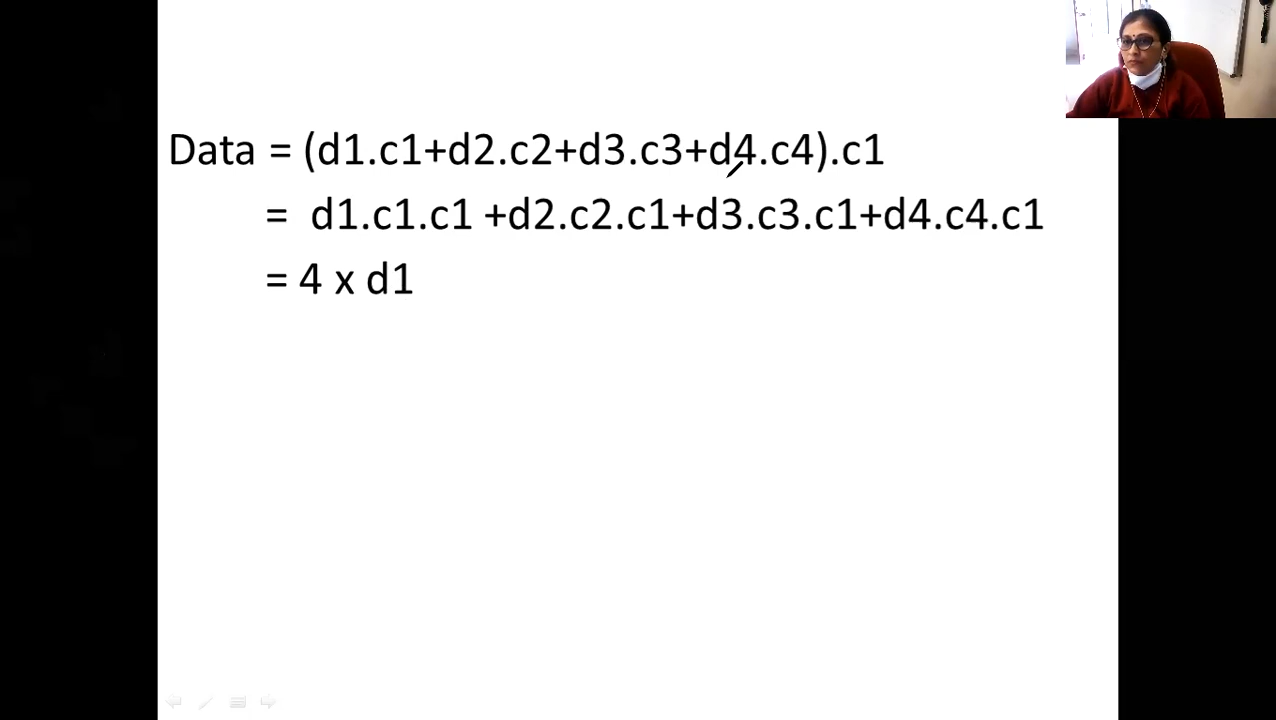 Data = (d1.c1+d2.c2+d3.c3+d4.c4).c1
= d1.c1.c1 +d2.c2.c1+d3.c3.c1+d4.c4.c1
= 4 x d1